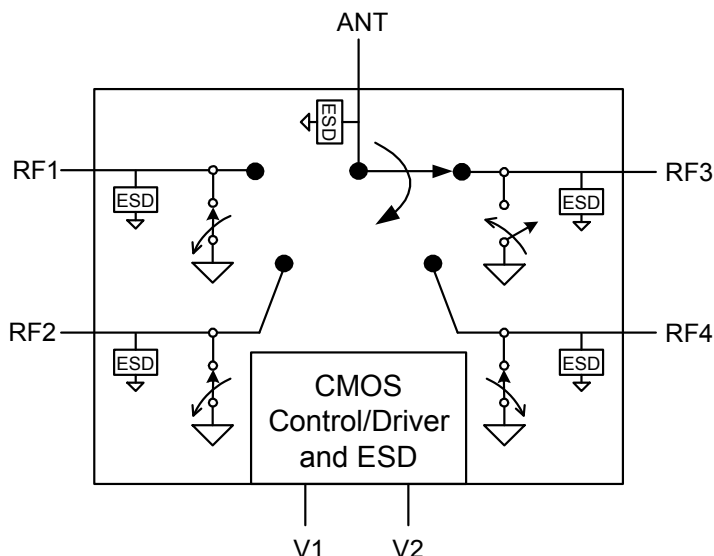 ANT
ESD
RF1
RF3
ESD
ESD
RF2
RF4
ESD
ESD
CMOS
Control/Driver
and ESD
V1
V2